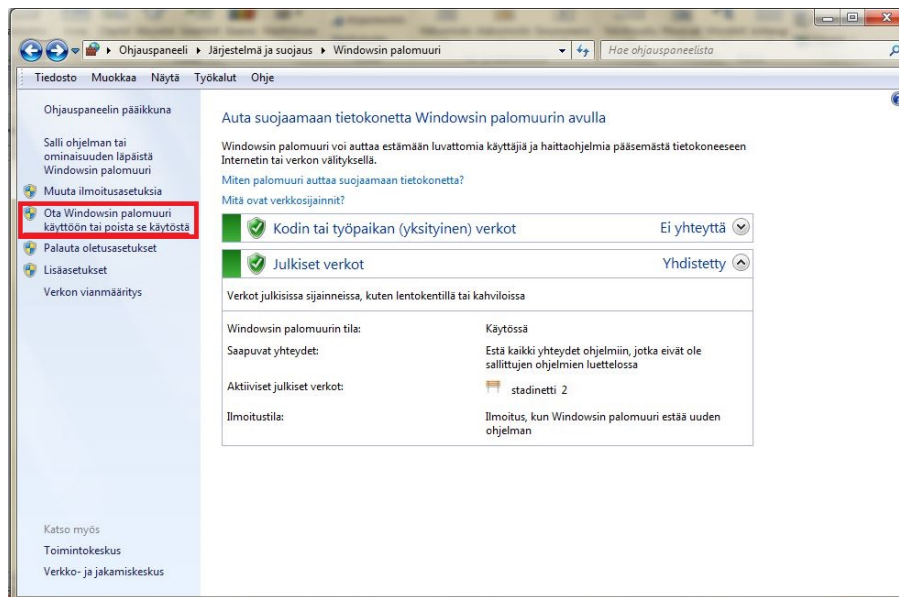 Ohjauspaneeli ▸ Järjestelmä ja suojaus ▸ Windowsin palomuuri
Hae ohjauspaneelista
Tiedosto Muokkaa Näytä Työkalut Ohje
Ohjauspaneelin pääikkuna
Salli ohjelman tai
ominaisuuden läpäistä
Windowsin palomuuri
Muuta ilmoitusasetuksia
Ota Windowsin palomuuri
käyttöön tai poista se käytöstä
Palauta oletusasetukset
Lisäasetukset
Verkon vianmääritys
Katso myös
Toimintokeskus
Verkko- ja jakamiskeskus
Auta suojaamaan tietokonetta Windowsin palomuurin avulla
Windowsin palomuuri voi auttaa estämään luvattomia käyttäjiä ja haittaohjelmia pääsemästä tietokoneeseen
Internetin tai verkon välityksellä.
Miten palomuuri auttaa suojaamaan tietokonetta?
Mitä ovat verkkosijainnit?
Kodin tai työpaikan (yksityinen) verkot Ei yhteyttä
Julkiset verkot Yhdistetty
Verkot julkisissa sijainneissa, kuten lentokentillä tai kahviloissa
Windowsin palomuurin tila: Käytössä
Saapuvat yhteydet: Estä kaikki yhteydet ohjelmiin, jotka eivät ole
sallittujen ohjelmien luettelossa
Aktiiviset julkiset verkot: stadinetti 2
Ilmoitustila: Ilmoitus, kun Windowsin palomuuri estää uuden
ohjelman